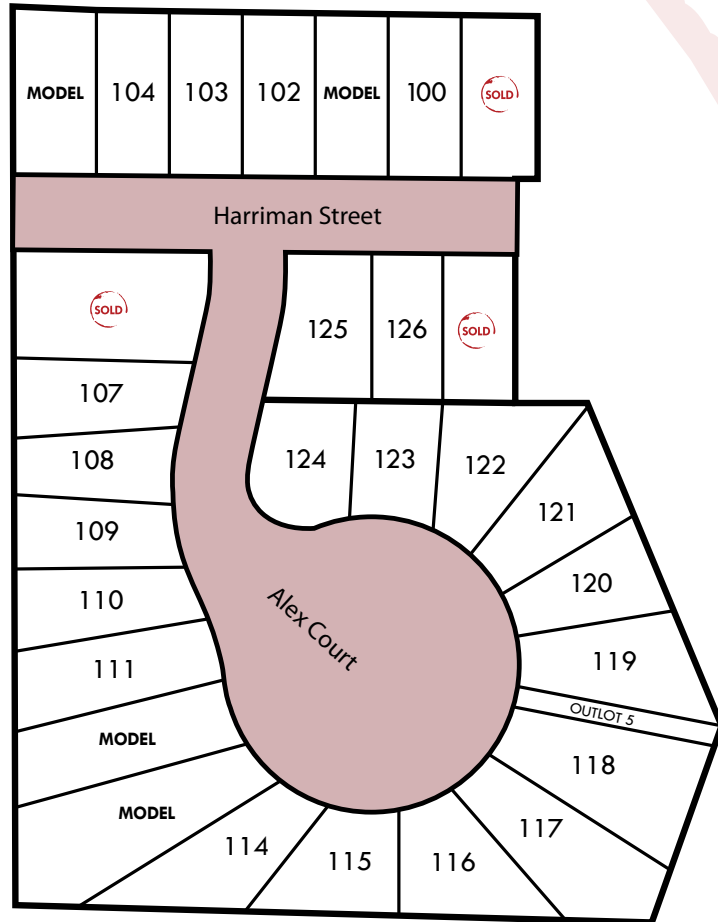 MODEL
104
103
102
MODEL
100
SOLD
Harriman Street
SOLD
125
126
SOLD
107
108
109
110
111
MODEL
MODEL
124
123
122
121
120
119
OUTLOT 5
118
117
116
115
114
Alex Court